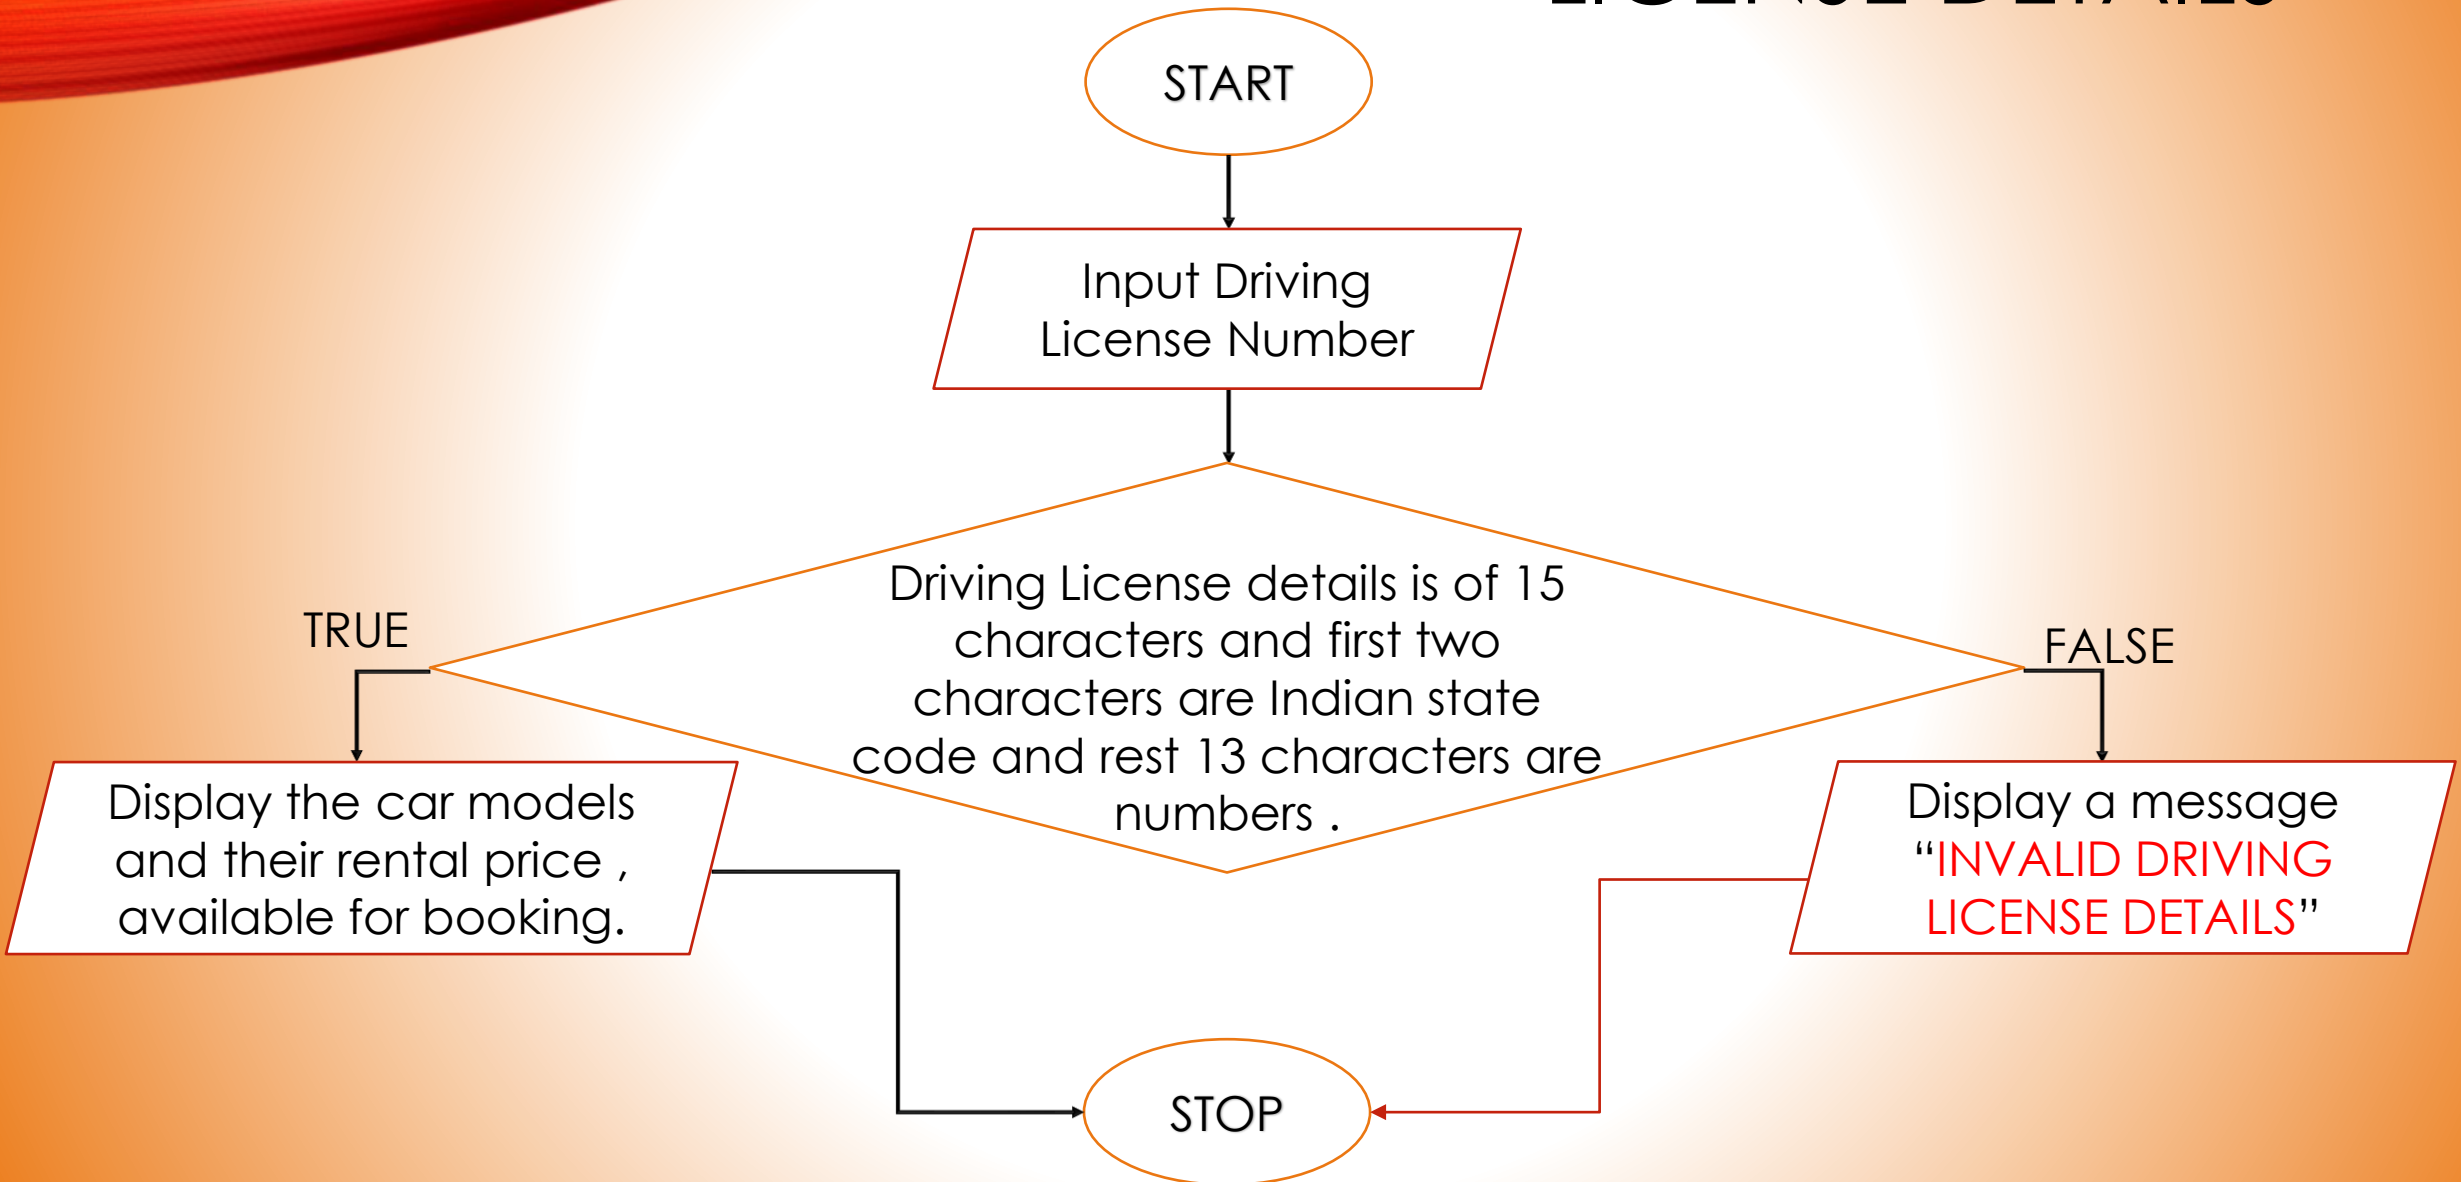 LICENSE DETAILS
START
Input Driving
License Number
Driving License details is of 15
characters and first two
characters are Indian state
code and rest 13 characters are
numbers .
TRUE
FALSE
Display the car models
and their rental price ,
available for booking.
Display a message
“INVALID DRIVING
LICENSE DETAILS”
STOP